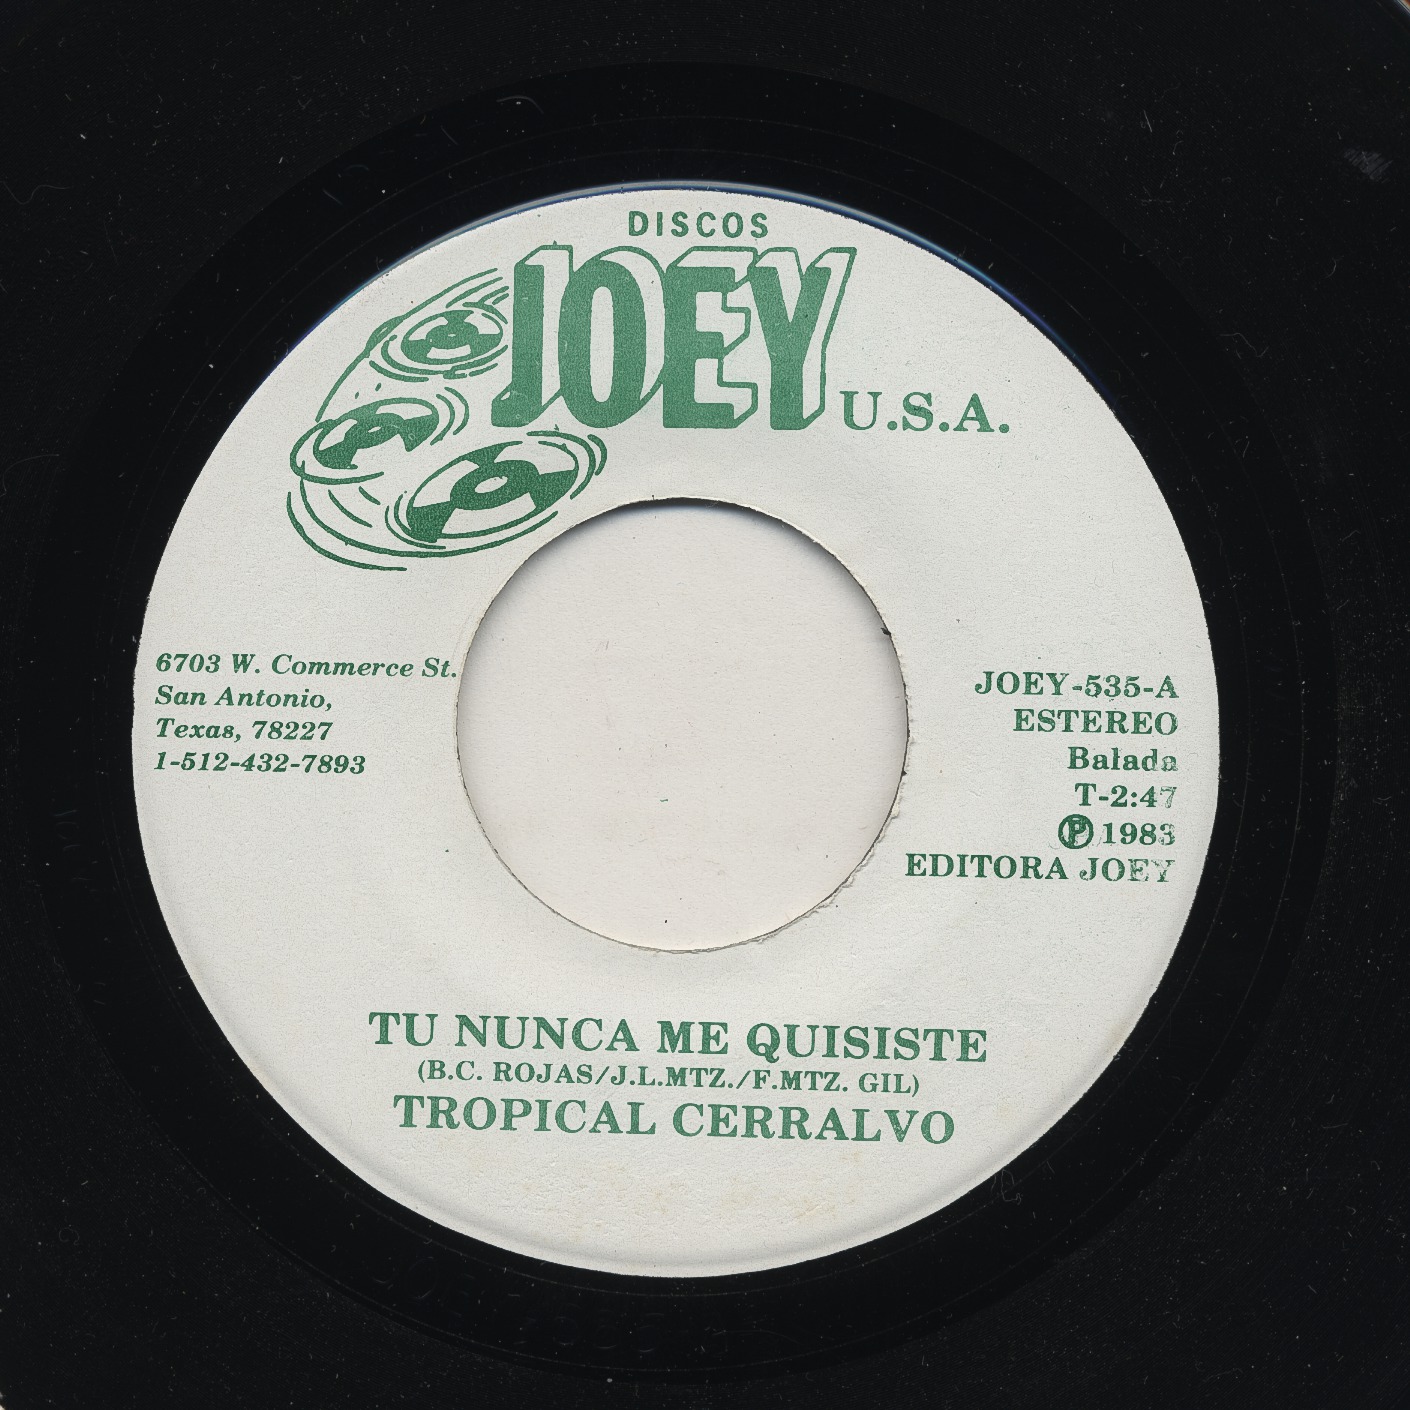 DISCOS
JOEY
U.S.A.
6703 W. Commerce St.
San Antonio,
Texas, 78227
1-512-432-7893
JOEY-535-A
ESTEREO
Balada
T-2:47
Ⓟ 1983
EDITORA JOEY
TU NUNCA ME QUISISTE
(B.C. ROJAS/J.L.MTZ./F.MTZ. GIL)
TROPICAL CERRALVO